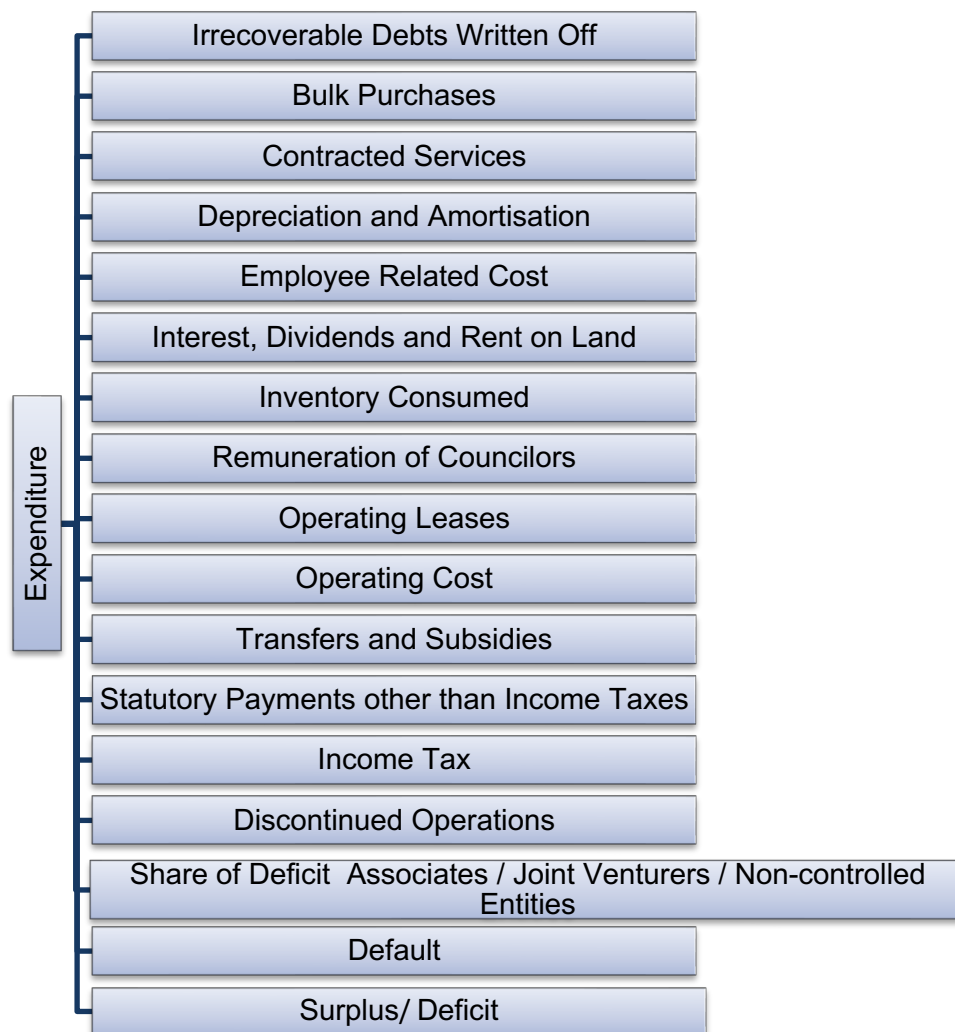 Expenditure
Irrecoverable Debts Written Off
Bulk Purchases
Contracted Services
Depreciation and Amortisation
Employee Related Cost
Interest, Dividends and Rent on Land
Inventory Consumed
Remuneration of Councilors
Operating Leases
Operating Cost
Transfers and Subsidies
Statutory Payments other than Income Taxes
Income Tax
Discontinued Operations
Share of Deficit  Associates / Joint Venturers / Non-controlled
Entities
Default
Surplus/ Deficit